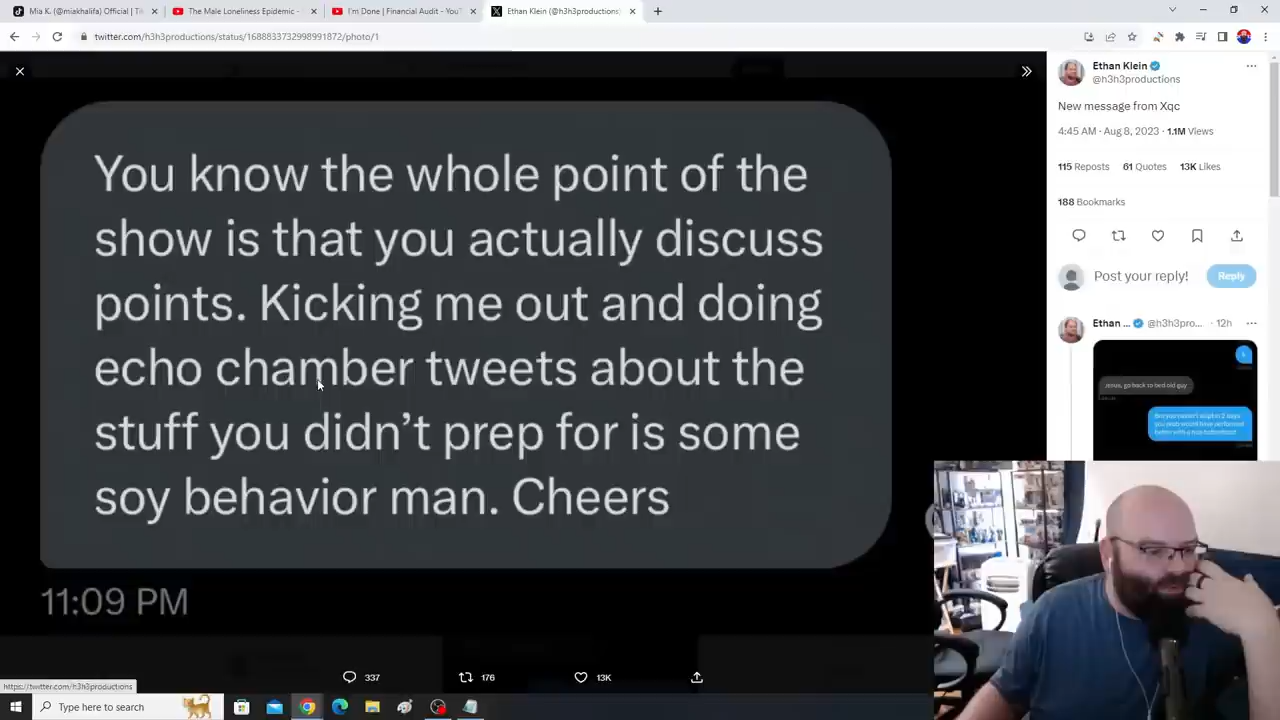 Mia K. (@miakhalifa) Official | Ti
The Male Loneliness Epidemic -
I'm Done | Financial Audit - YouT
Ethan Klein (@h3h3productions)
twitter.com/h3h3productions/status/1688833732998991872/photo/1
You know the whole point of the
show is that you actually discuss
points. Kicking me out and doing
echo chamber tweets about the
stuff you didn’t prep for is some
soy behavior man. Cheers
11:09 PM
337
176
13K
Ethan Klein
@h3h3productions
New message from Xqc
4:45 AM · Aug 8, 2023 · 1.1M Views
115 Reposts 61 Quotes 13K Likes
188 Bookmarks
Post your reply!
Reply
Ethan ... @h3h3pro... · 12h
Jesus, go back to bed old guy
https://twitter.com/h3h3productions
Type here to search